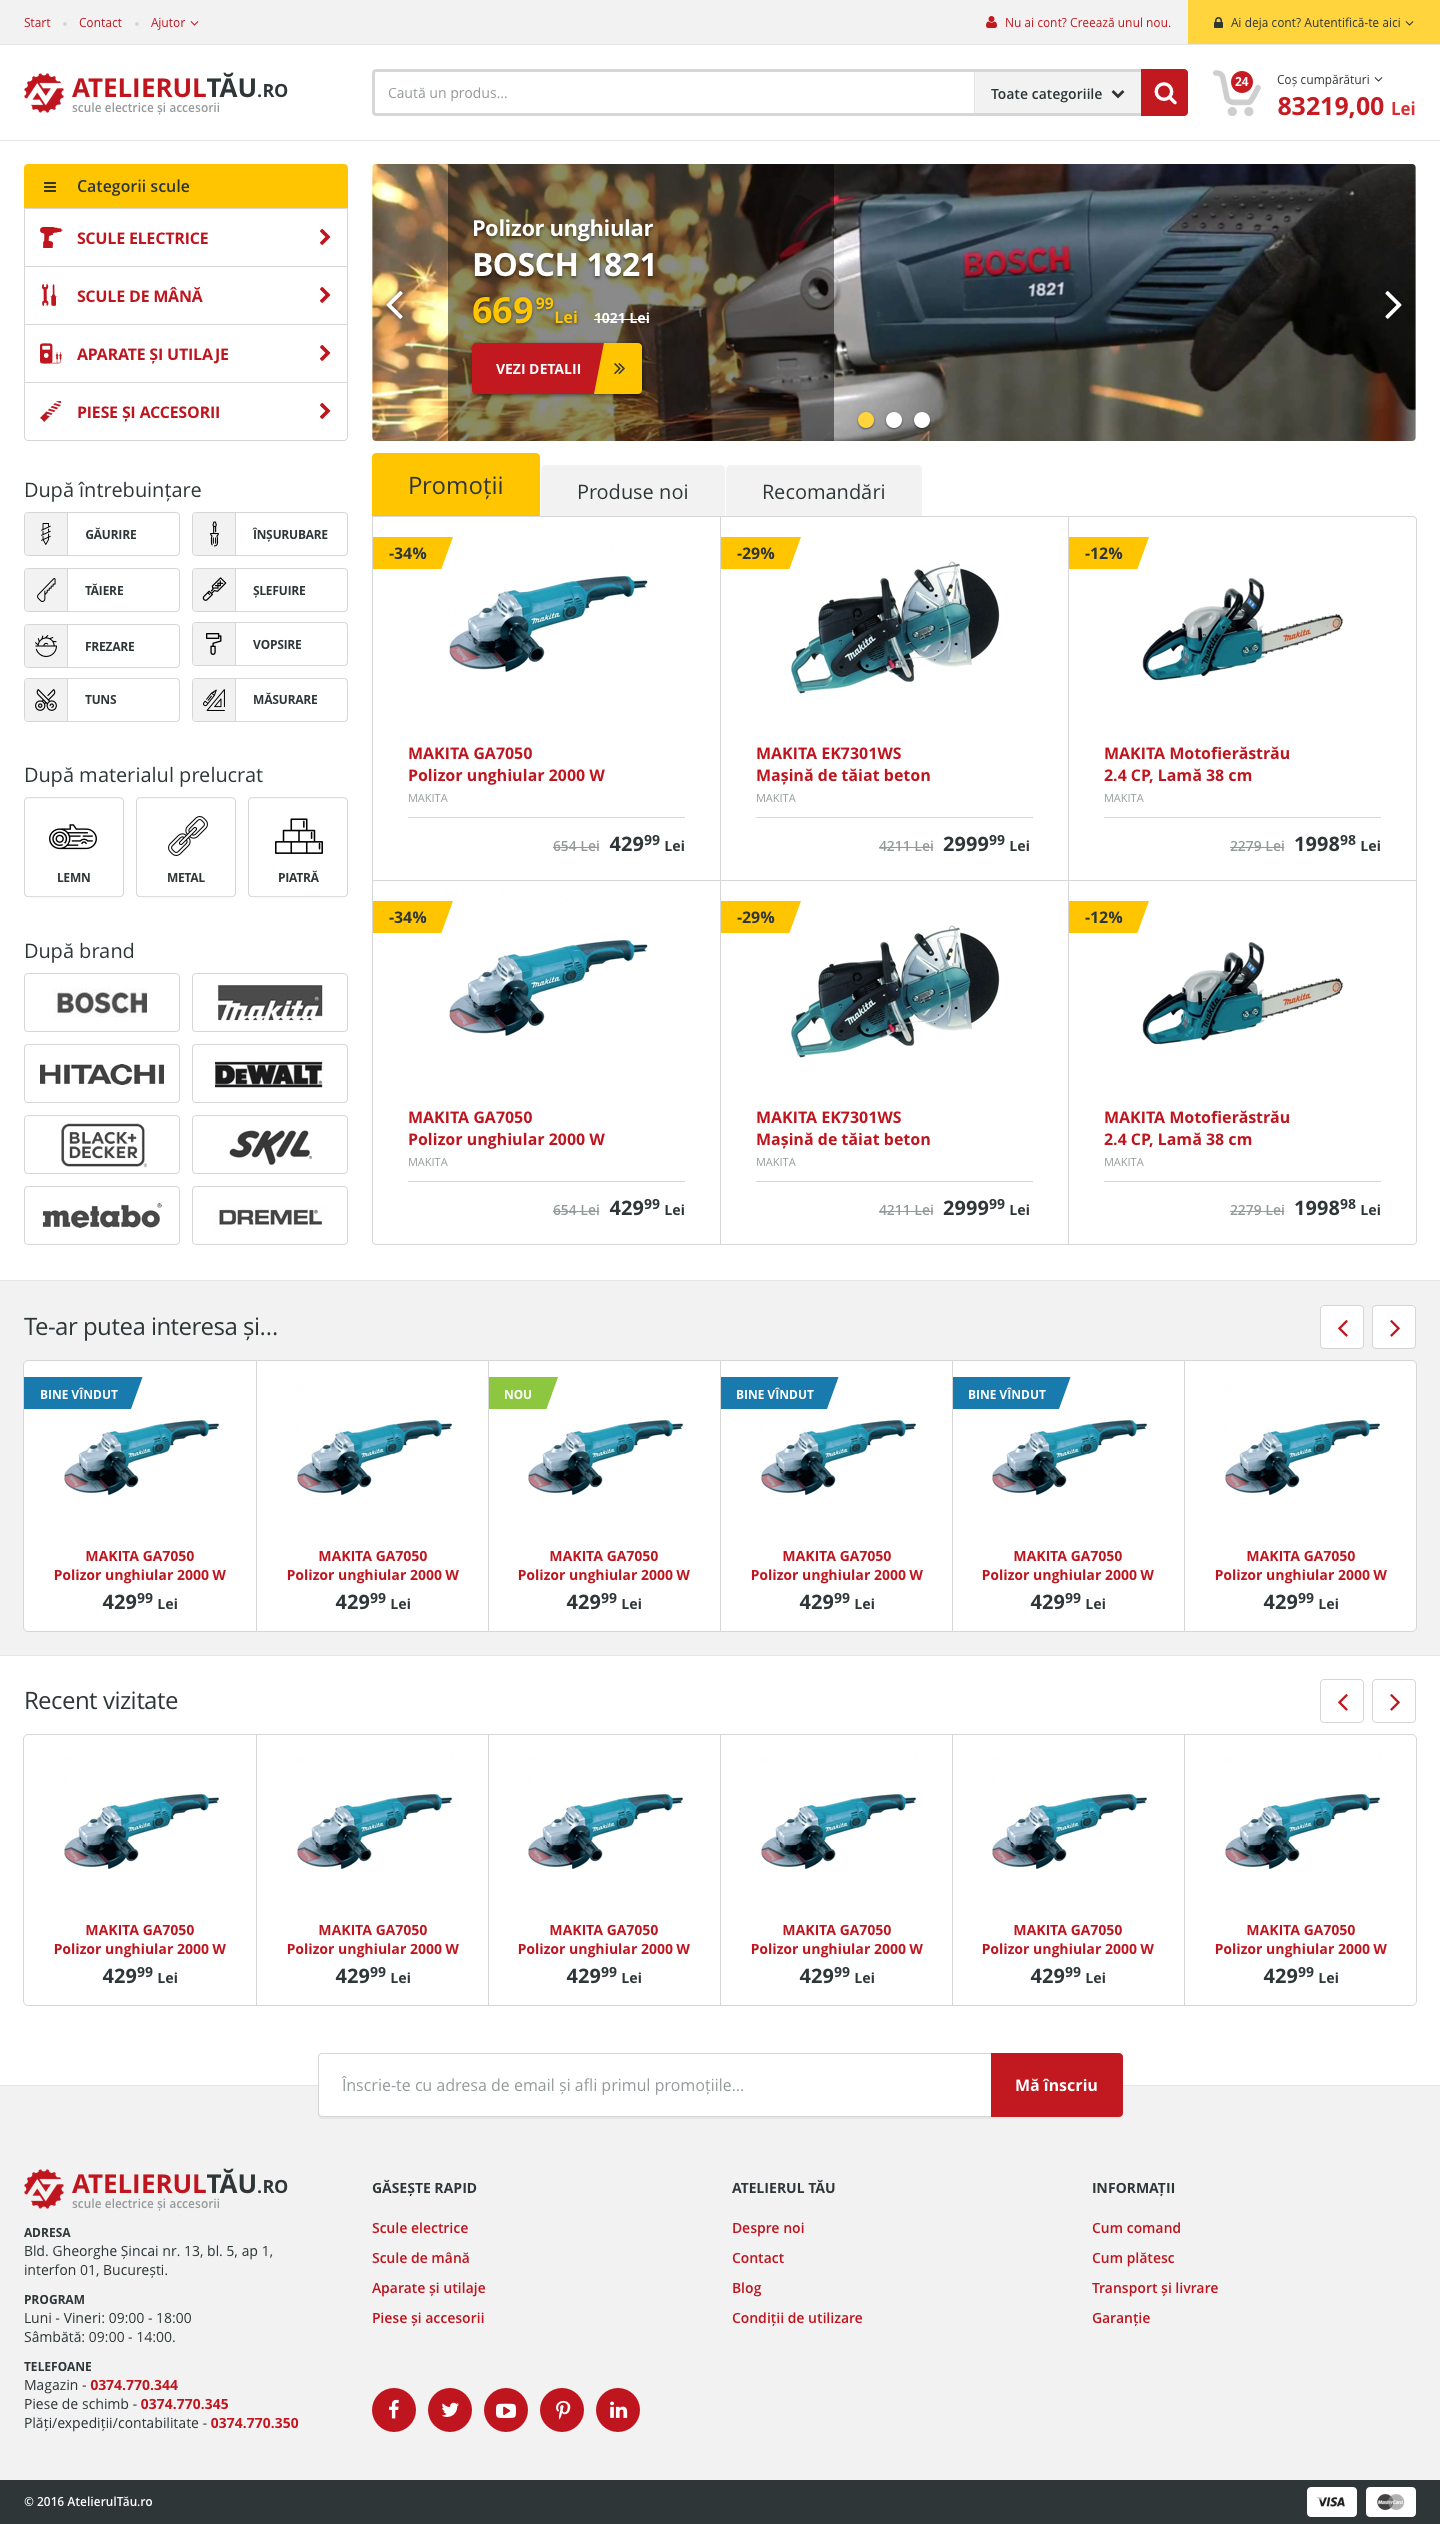 Start
Contact
Ajutor
Nu ai cont? Creează unul nou.
Ai deja cont? Autentifică-te aici
ATELIERULTĂU.RO
scule electrice și accesorii
Caută un produs...
Toate categoriile
24
Coș cumpărături
83219,00 Lei
Categorii scule
SCULE ELECTRICE
SCULE DE MÂNĂ
APARATE ȘI UTILAJE
PIESE ȘI ACCESORII
Polizor unghiular
BOSCH 1821
669 99 Lei 1021 Lei
VEZI DETALII
BOSCH
1821
După întrebuințare
GĂURIRE
ÎNȘURUBARE
TĂIERE
ȘLEFUIRE
FREZARE
VOPSIRE
TUNS
MĂSURARE
După materialul prelucrat
LEMN
METAL
PIATRĂ
După brand
BOSCH
makita
HITACHI
DEWALT
BLACK+
DECKER
SKIL
metabo
DREMEL
Promoții
Produse noi
Recomandări
-34%
makita
MAKITA GA7050
Polizor unghiular 2000 W
MAKITA
654 Lei 429 99 Lei
-29%
makita
MAKITA EK7301WS
Mașină de tăiat beton
MAKITA
4211 Lei 2999 99 Lei
-12%
makita
MAKITA Motofierăstrău
2.4 CP, Lamă 38 cm
MAKITA
2279 Lei 1998 98 Lei
-34%
makita
MAKITA GA7050
Polizor unghiular 2000 W
MAKITA
654 Lei 429 99 Lei
-29%
makita
MAKITA EK7301WS
Mașină de tăiat beton
MAKITA
4211 Lei 2999 99 Lei
-12%
makita
MAKITA Motofierăstrău
2.4 CP, Lamă 38 cm
MAKITA
2279 Lei 1998 98 Lei
Te-ar putea interesa și...
BINE VÎNDUT
makita
MAKITA GA7050
Polizor unghiular 2000 W
429 99 Lei
makita
MAKITA GA7050
Polizor unghiular 2000 W
429 99 Lei
NOU
makita
MAKITA GA7050
Polizor unghiular 2000 W
429 99 Lei
BINE VÎNDUT
makita
MAKITA GA7050
Polizor unghiular 2000 W
429 99 Lei
BINE VÎNDUT
makita
MAKITA GA7050
Polizor unghiular 2000 W
429 99 Lei
makita
MAKITA GA7050
Polizor unghiular 2000 W
429 99 Lei
Recent vizitate
makita
MAKITA GA7050
Polizor unghiular 2000 W
429 99 Lei
makita
MAKITA GA7050
Polizor unghiular 2000 W
429 99 Lei
makita
MAKITA GA7050
Polizor unghiular 2000 W
429 99 Lei
makita
MAKITA GA7050
Polizor unghiular 2000 W
429 99 Lei
makita
MAKITA GA7050
Polizor unghiular 2000 W
429 99 Lei
makita
MAKITA GA7050
Polizor unghiular 2000 W
429 99 Lei
Înscrie-te cu adresa de email și afli primul promoțiile...
Mă înscriu
ATELIERULTĂU.RO
scule electrice și accesorii
ADRESA
Bld. Gheorghe Șincai nr. 13, bl. 5, ap 1,
interfon 01, București.
PROGRAM
Luni - Vineri: 09:00 - 18:00
Sâmbătă: 09:00 - 14:00.
TELEFOANE
Magazin - 0374.770.344
Piese de schimb - 0374.770.345
Plăți/expediții/contabilitate - 0374.770.350
GĂSEȘTE RAPID
Scule electrice
Scule de mână
Aparate și utilaje
Piese și accesorii
ATELIERUL TĂU
Despre noi
Contact
Blog
Condiții de utilizare
INFORMAȚII
Cum comand
Cum plătesc
Transport și livrare
Garanție
© 2016 AtelierulTău.ro
VISA
MasterCard